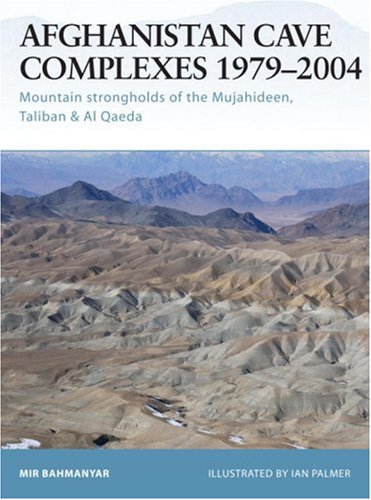 AFGHANISTAN CAVE
COMPLEXES 1979–2004
Mountain strongholds of the Mujahideen,
Taliban & Al Qaeda
MIR BAHMANYAR
ILLUSTRATED BY IAN PALMER